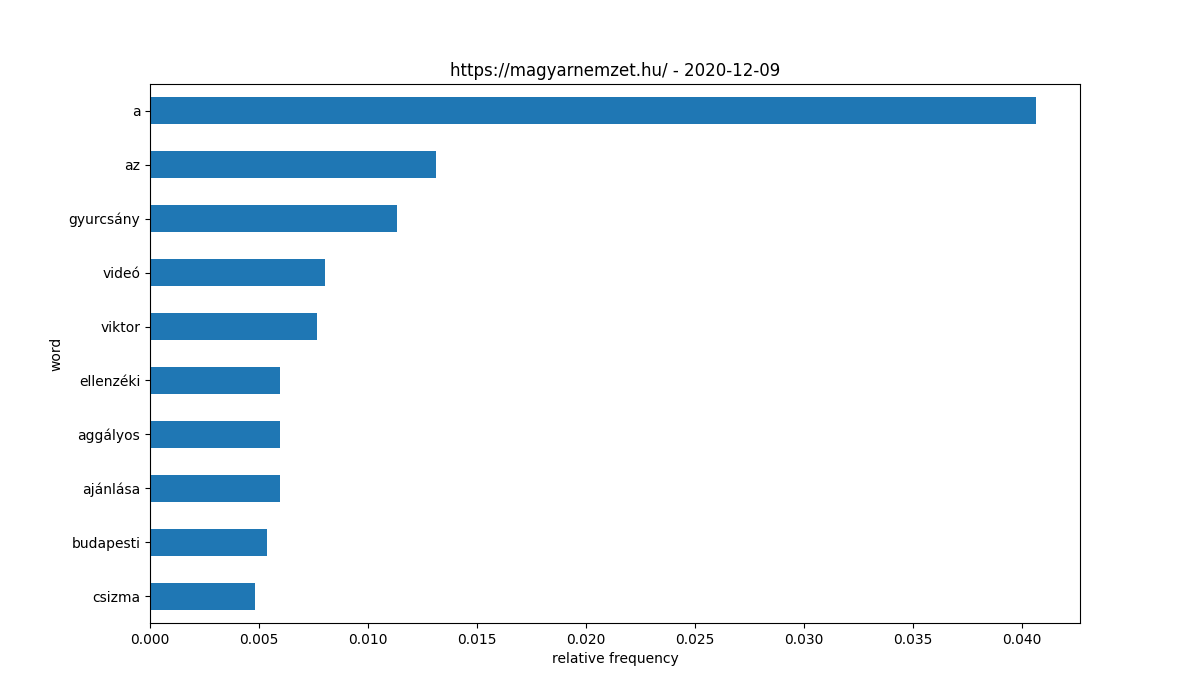 https://magyarnemzet.hu/ - 2020-12-09
a
az
gyurcsány
videó
viktor
ellenzéki
aggályos
ajánlása
budapesti
csizma
word
0.000 0.005 0.010 0.015 0.020 0.025 0.030 0.035 0.040
relative frequency